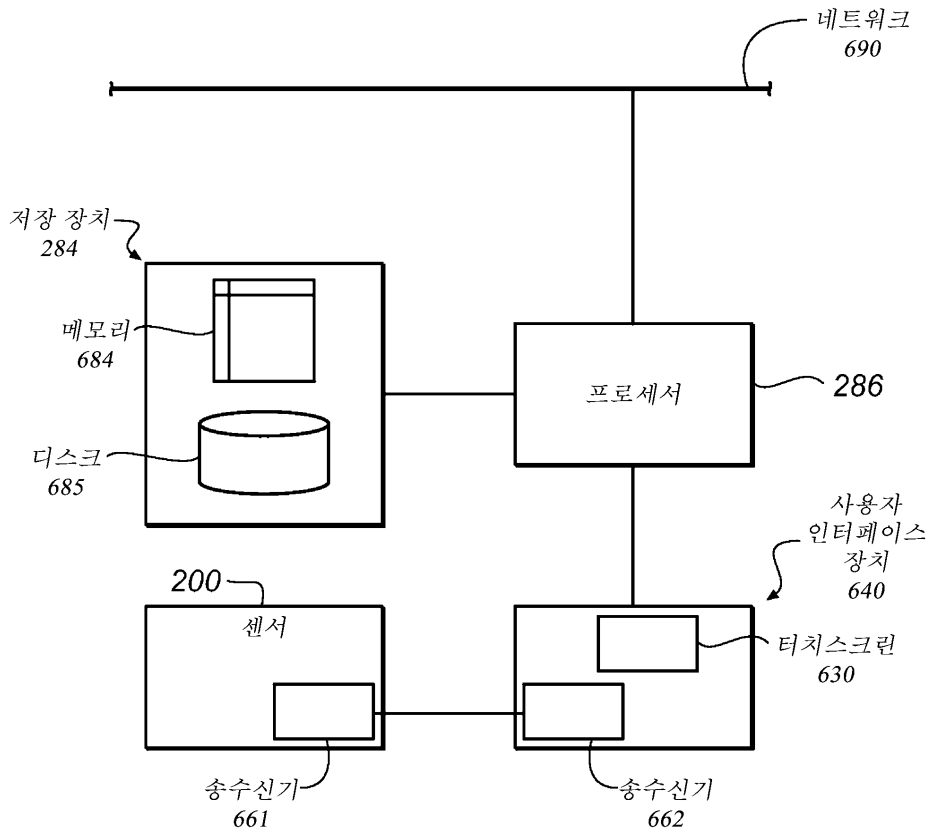 네트워크
690
저장 장치
284
메모리
684
프로세서
286
디스크
685
사용자
인터페이스
장치
640
200
센서
터치스크린
630
송수신기
661
송수신기
662